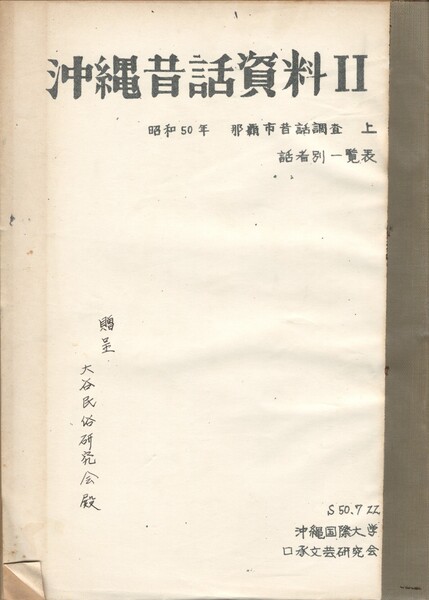 沖縄昔話資料II
昭和50年 那覇市昔話調査 上
話者別一覧表
贈呈
大谷民俗研究会殿
S50.7 22
沖縄国際大学
口承文芸研究会